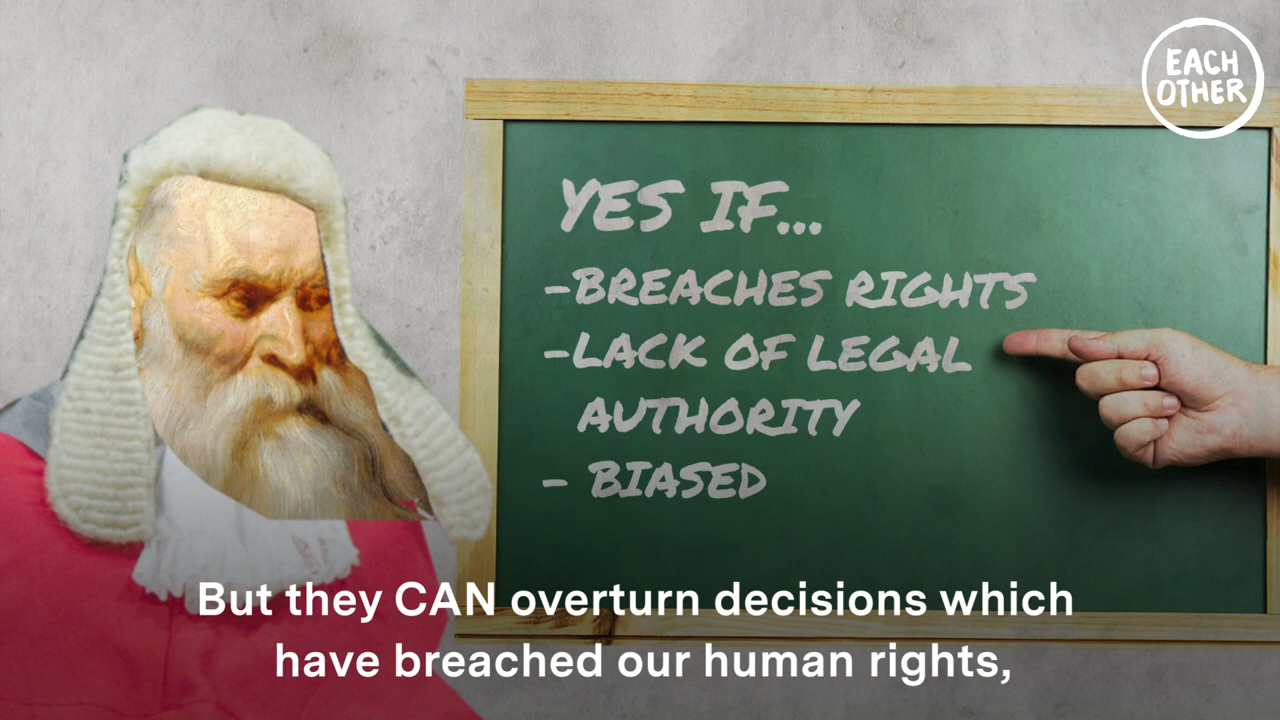 EACH
OTHER
YES IF...
-BREACHES RIGHTS
-LACK OF LEGAL
AUTHORITY
- BIASED
But they CAN overturn decisions which
have breached our human rights,